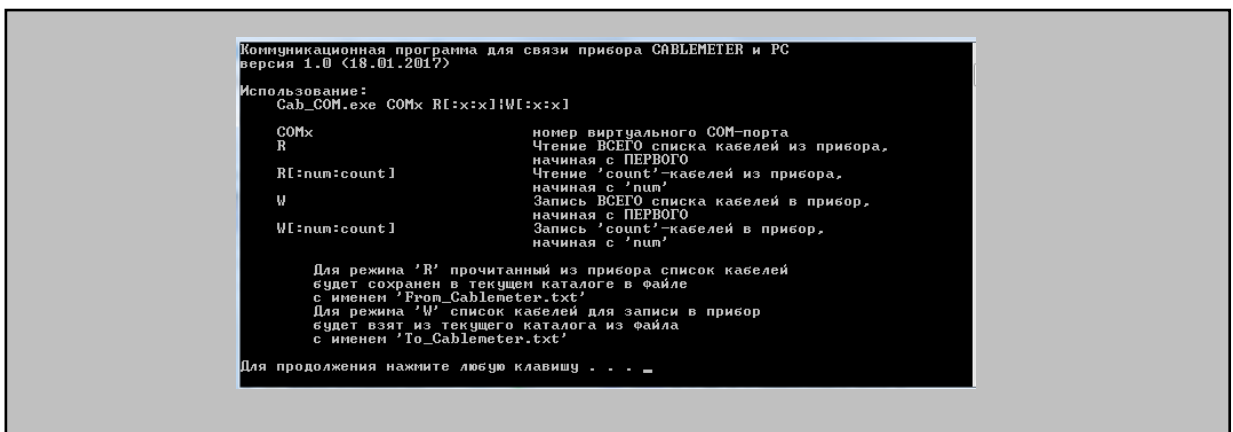 Коммуникационная программа для связи прибора CABLEMETER и PC
версия 1.0 (18.01.2017)
Использование:
Cab_COM.exe COMx R[:x:x]¦W[:x:x]
COMx номер виртуального COM-порта
R Чтение ВСЕГО списка кабелей из прибора,
начиная с ПЕРВОГО
R[:num:count] Чтение 'count'-кабелей из прибора,
начиная с 'num'
W Запись ВСЕГО списка кабелей в прибор,
начиная с ПЕРВОГО
W[:num:count] Запись 'count'-кабелей в прибор,
начиная с 'num'
Для режима 'R' прочитанный из прибора список кабелей
будет сохранен в текущем каталоге в файле
с именем 'From_Cablemeter.txt'
Для режима 'W' список кабелей для записи в прибор
будет взят из текущего каталога из файла
с именем 'To_Cablemeter.txt'
Для продолжения нажмите любую клавишу . . . _